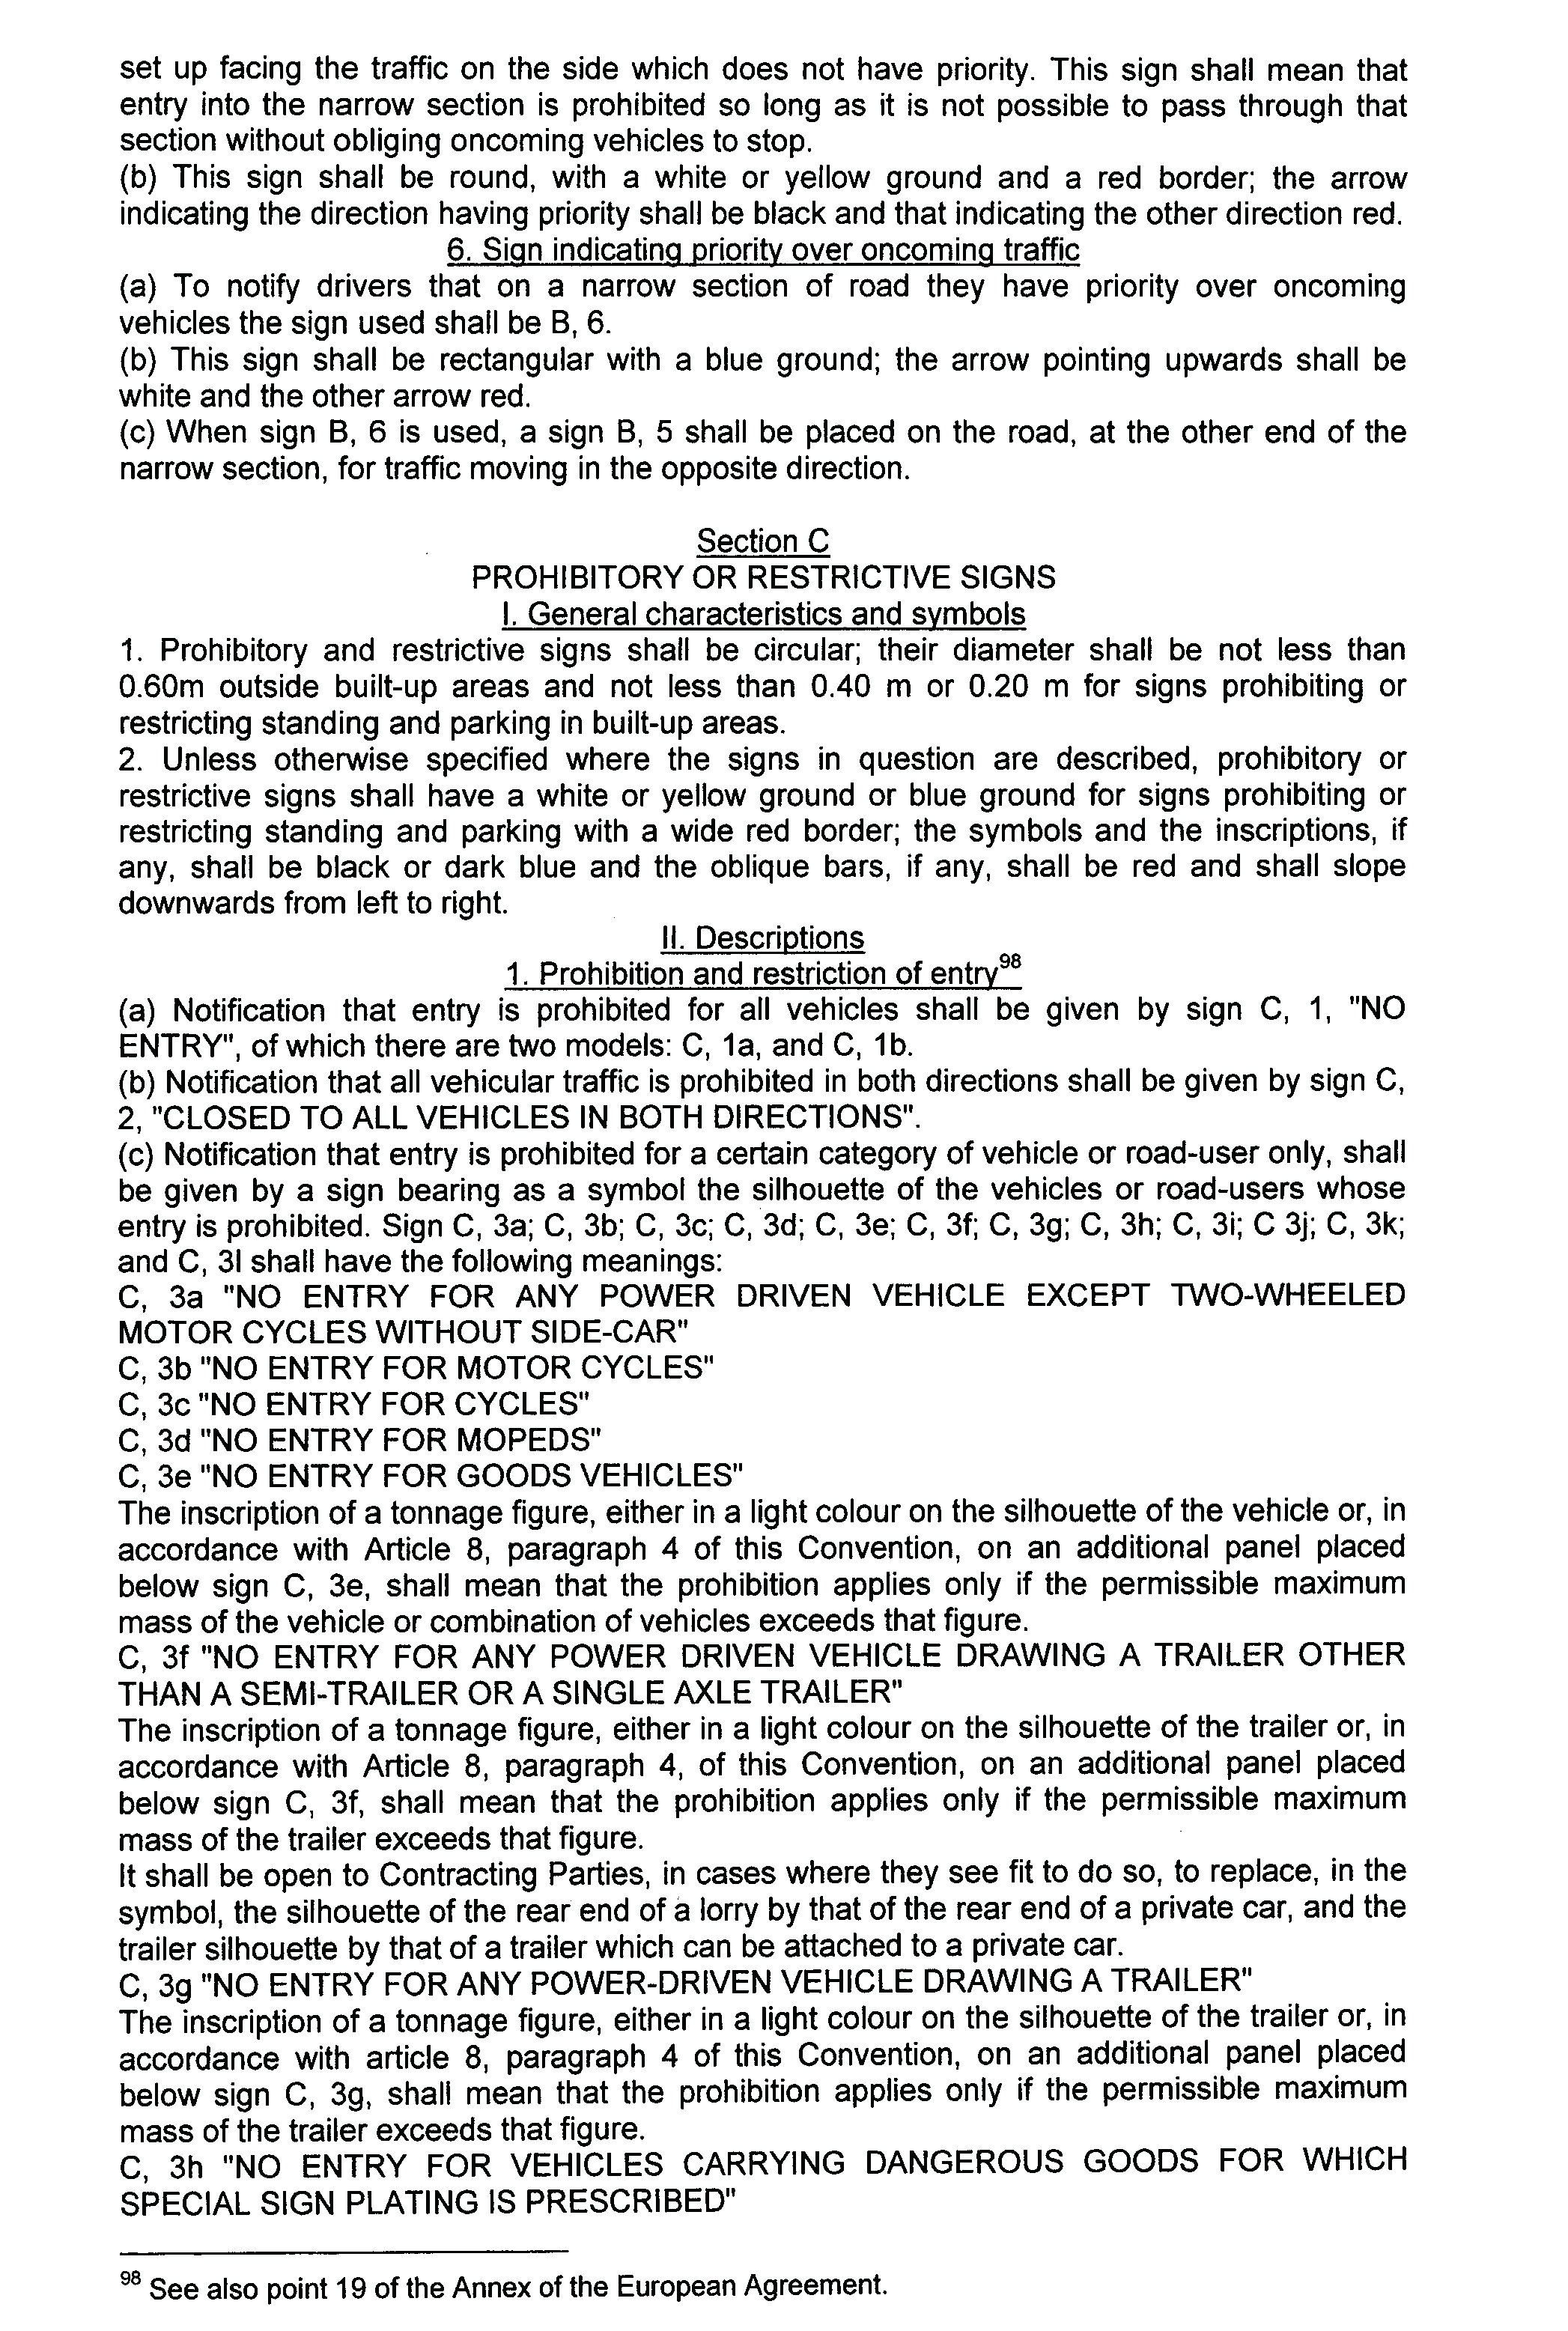 set up facing the traffic on the side which does not have priority. This sign shall mean that
entry into the narrow section is prohibited so long as it is not possible to pass through that
section without obliging oncoming vehicles to stop.
(b) This sign shall be round, with a white or yellow ground and a red border; the arrow
indicating the direction having priority shall be black and that indicating the other direction red.
6. Sign indicating priority over oncoming traffic
(a) To notify drivers that on a narrow section of road they have priority over oncoming
vehicles the sign used shall be B, 6.
(b) This sign shall be rectangular with a blue ground; the arrow pointing upwards shall be
white and the other arrow red.
(c) When sign B, 6 is used, a sign B, 5 shall be placed on the road, at the other end of the
narrow section, for traffic moving in the opposite direction.
Section C
PROHIBITORY OR RESTRICTIVE SIGNS
I. General characteristics and symbols
1. Prohibitory and restrictive signs shall be circular; their diameter shall be not less than
0.60m outside built-up areas and not less than 0.40 m or 0.20 m for signs prohibiting or
restricting standing and parking in built-up areas.
2. Unless otherwise specified where the signs in question are described, prohibitory or
restrictive signs shall have a white or yellow ground or blue ground for signs prohibiting or
restricting standing and parking with a wide red border; the symbols and the inscriptions, if
any, shall be black or dark blue and the oblique bars, if any, shall be red and shall slope
downwards from left to right.
II. Descriptions
1. Prohibition and restriction of entry98
(a) Notification that entry is prohibited for all vehicles shall be given by sign C, 1, "NO
ENTRY", of which there are two models: C, 1a, and C, 1b.
(b) Notification that all vehicular traffic is prohibited in both directions shall be given by sign C,
2, "CLOSED TO ALL VEHICLES IN BOTH DIRECTIONS".
(c) Notification that entry is prohibited for a certain category of vehicle or road-user only, shall
be given by a sign bearing as a symbol the silhouette of the vehicles or road-users whose
entry is prohibited. Sign C, 3a; C, 3b; C, 3c; C, 3d; C, 3e; C, 3f; C, 3g; C, 3h; C, 3i; C 3j; C, 3k;
and C, 3l shall have the following meanings:
C, 3a "NO ENTRY FOR ANY POWER DRIVEN VEHICLE EXCEPT TWO-WHEELED
MOTOR CYCLES WITHOUT SIDE-CAR"
C, 3b "NO ENTRY FOR MOTOR CYCLES"
C, 3c "NO ENTRY FOR CYCLES"
C, 3d "NO ENTRY FOR MOPEDS"
C, 3e "NO ENTRY FOR GOODS VEHICLES"
The inscription of a tonnage figure, either in a light colour on the silhouette of the vehicle or, in
accordance with Article 8, paragraph 4 of this Convention, on an additional panel placed
below sign C, 3e, shall mean that the prohibition applies only if the permissible maximum
mass of the vehicle or combination of vehicles exceeds that figure.
C, 3f "NO ENTRY FOR ANY POWER DRIVEN VEHICLE DRAWING A TRAILER OTHER
THAN A SEMI-TRAILER OR A SINGLE AXLE TRAILER"
The inscription of a tonnage figure, either in a light colour on the silhouette of the trailer or, in
accordance with Article 8, paragraph 4, of this Convention, on an additional panel placed
below sign C, 3f, shall mean that the prohibition applies only if the permissible maximum
mass of the trailer exceeds that figure.
It shall be open to Contracting Parties, in cases where they see fit to do so, to replace, in the
symbol, the silhouette of the rear end of a lorry by that of the rear end of a private car, and the
trailer silhouette by that of a trailer which can be attached to a private car.
C, 3g "NO ENTRY FOR ANY POWER-DRIVEN VEHICLE DRAWING A TRAILER"
The inscription of a tonnage figure, either in a light colour on the silhouette of the trailer or, in
accordance with article 8, paragraph 4 of this Convention, on an additional panel placed
below sign C, 3g, shall mean that the prohibition applies only if the permissible maximum
mass of the trailer exceeds that figure.
C, 3h "NO ENTRY FOR VEHICLES CARRYING DANGEROUS GOODS FOR WHICH
SPECIAL SIGN PLATING IS PRESCRIBED"
98 See also point 19 of the Annex of the European Agreement.